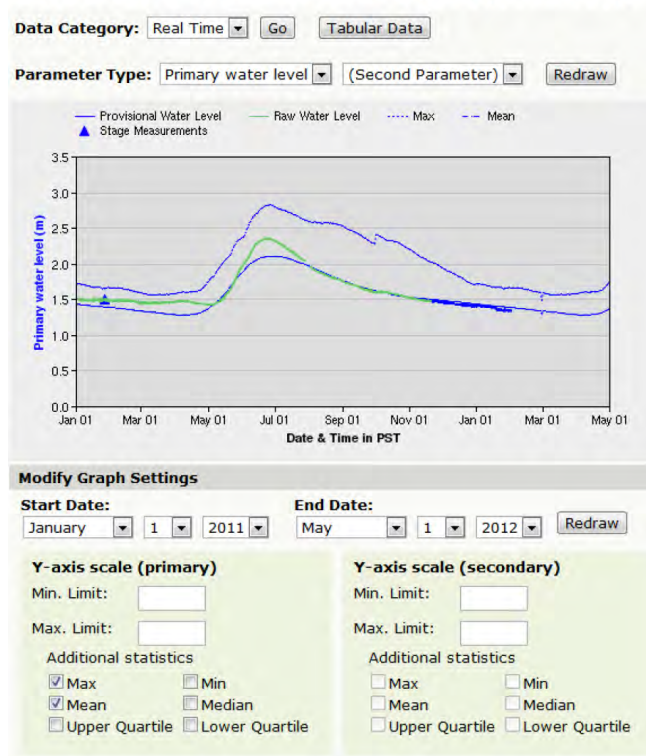 Data Category: Real Time Go Tabular Data
Parameter Type: Primary water level (Second Parameter) Redraw
Provisional Water Level Raw Water Level Max Mean
Stage Measurements
3.5
3.0
2.5
2.0
1.5
1.0
0.5
0.0
Primary water level (m)
Jan 01 Mar 01 May 01 Jul 01 Sep 01 Nov 01 Jan 01 Mar 01 May 01
Date & Time in PST
Modify Graph Settings
Start Date: End Date:
January 1 2011 May 1 2012 Redraw
Y-axis scale (primary) Y-axis scale (secondary)
Min. Limit: Min. Limit:
Max. Limit: Max. Limit:
Additional statistics Additional statistics
Max Min Max Min
Mean Median Mean Median
Upper Quartile Lower Quartile Upper Quartile Lower Quartile